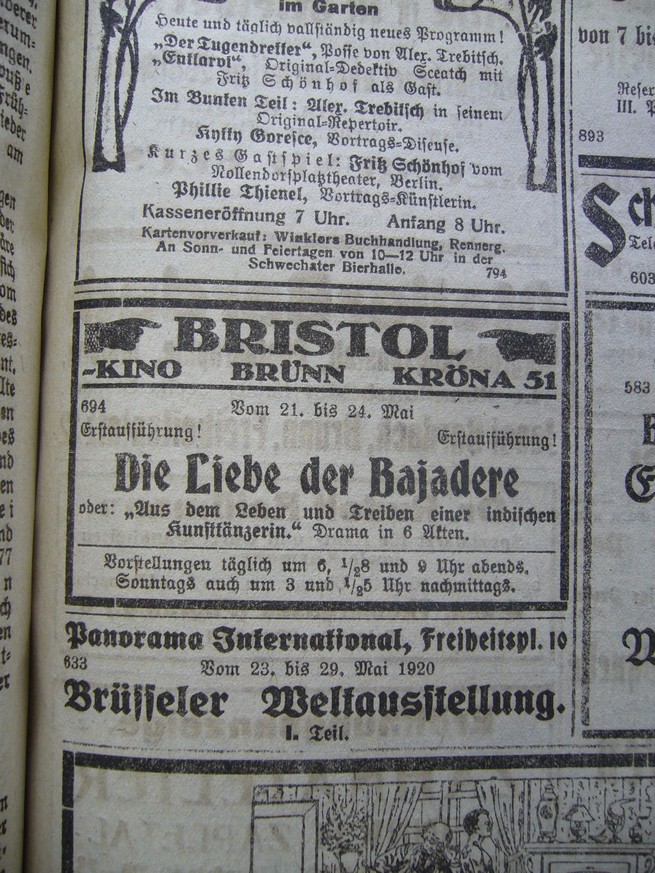 im Garten
Heute und täglich vollständig neues Programm!
„Der Tugendretter“, Posse von Alex. Trebitsch.
„Entlarvt“, Original-Dedektiv Sceatch mit
Fritz Schönhof als Gast.
Im Bunten Teil: Alex. Trebitsch in seinem
Original-Repertoir.
Kytty Goresce, Vortrags-Diseuse.
Kurzes Gastspiel: Fritz Schönhof vom
Nollendorfplatztheater, Berlin.
Phillie Thienel, Vortrags-Künstlerin.
Kasseneröffnung 7 Uhr. Anfang 8 Uhr.
Kartenvorverkauf: Winklers Buchhandlung, Rennerg.
An Sonn- und Feiertagen von 10—12 Uhr in der
Schwechater Bierhalle. 794
BRISTOL
-KINO BRÜNN KRÖNA 51
694 Vom 21. bis 24. Mai
Erstaufführung! Erstaufführung!
Die Liebe der Bajadere
oder: „Aus dem Leben und Treiben einer indischen
Kunsttänzerin.“ Drama in 6 Akten.
Vorstellungen täglich um 6, 1/28 und 9 Uhr abends.
Sonntags auch um 3 und 1/25 Uhr nachmittags.
Panorama International, Freiheitspl. 10
633 Vom 23. bis 29. Mai 1920
Brüsseler Weltausstellung.
I. Teil.
von 7 bis
893
603
583